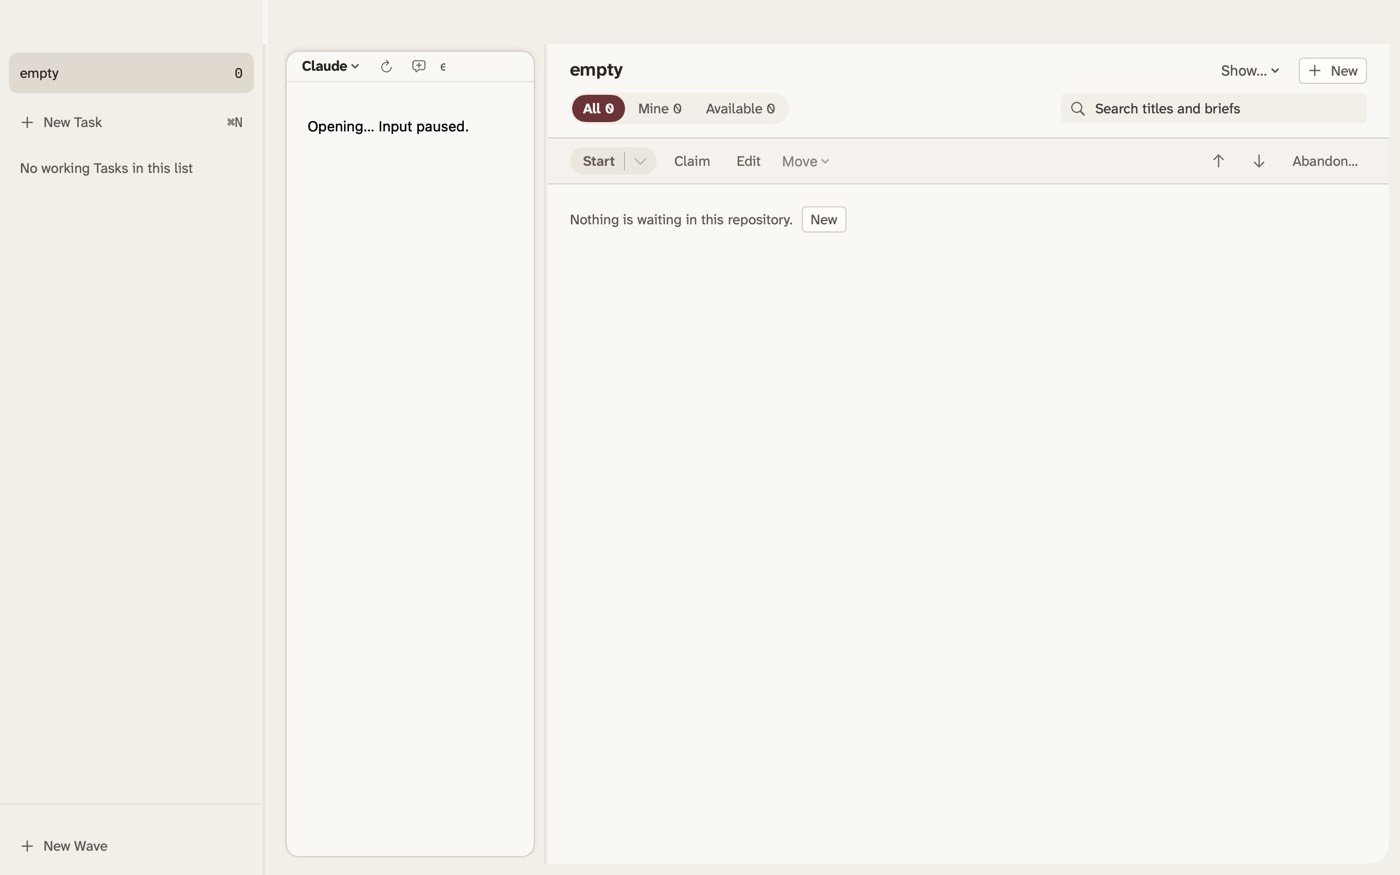 empty 0
New Task ⌘N
No working Tasks in this list
New Wave
Claude
Opening... Input paused.
empty
Show... New
All 0 Mine 0 Available 0
Search titles and briefs
Start Claim Edit Move Abandon...
Nothing is waiting in this repository. New